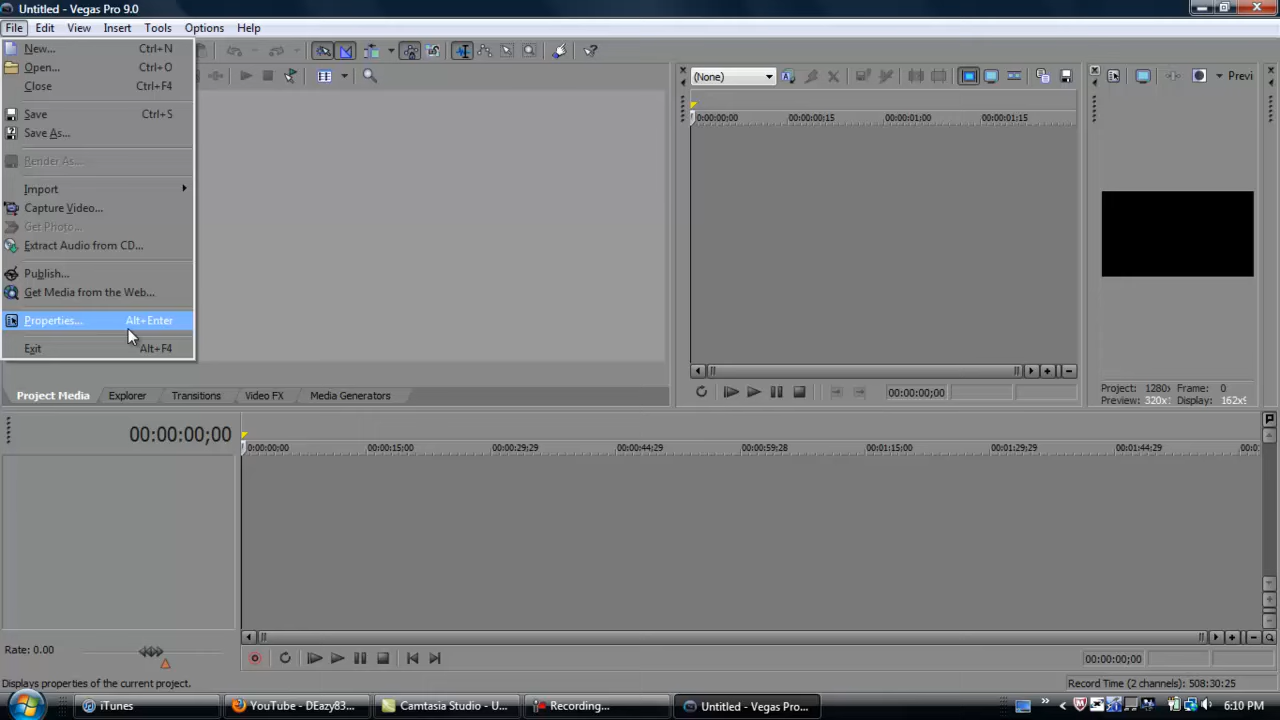 Untitled - Vegas Pro 9.0
File Edit View Insert Tools Options Help
New... Ctrl+N
Open... Ctrl+O
Close Ctrl+F4
Save Ctrl+S
Save As...
Render As...
Import
Capture Video...
Get Photo...
Extract Audio from CD...
Publish...
Get Media from the Web...
Properties... Alt+Enter
Exit Alt+F4
(None)
Previ
0:00:00;00 00:00:00;15 00:00:01:00 00:00:01:15
00:00:00;00
Project: 1280x Frame: 0
Preview: 320x1 Display: 162x9
Project Media Explorer Transitions Video FX Media Generators
00:00:00;00
0:00:00;00 00:00:15;00 00:00:29;29 00:00:44;29 00:00:59;28 00:01:15;00 00:01:29;29 00:01:44;29 00:0
Rate: 0.00
00:00:00;00
Displays properties of the current project.
Record Time (2 channels): 508:30:25
iTunes YouTube - DEazy83... Camtasia Studio - U... Recording... Untitled - Vegas Pro... 6:10 PM